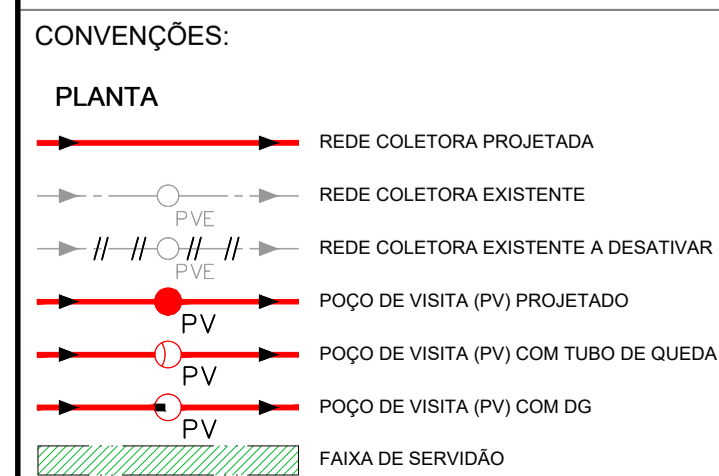 CONVENÇÕES:
PLANTA
REDE COLETORA PROJETADA
REDE COLETORA EXISTENTE
PVE
REDE COLETORA EXISTENTE A DESATIVAR
PVE
POÇO DE VISITA (PV) PROJETADO
PV
POÇO DE VISITA (PV) COM TUBO DE QUEDA
PV
POÇO DE VISITA (PV) COM DG
PV
FAIXA DE SERVIDÃO